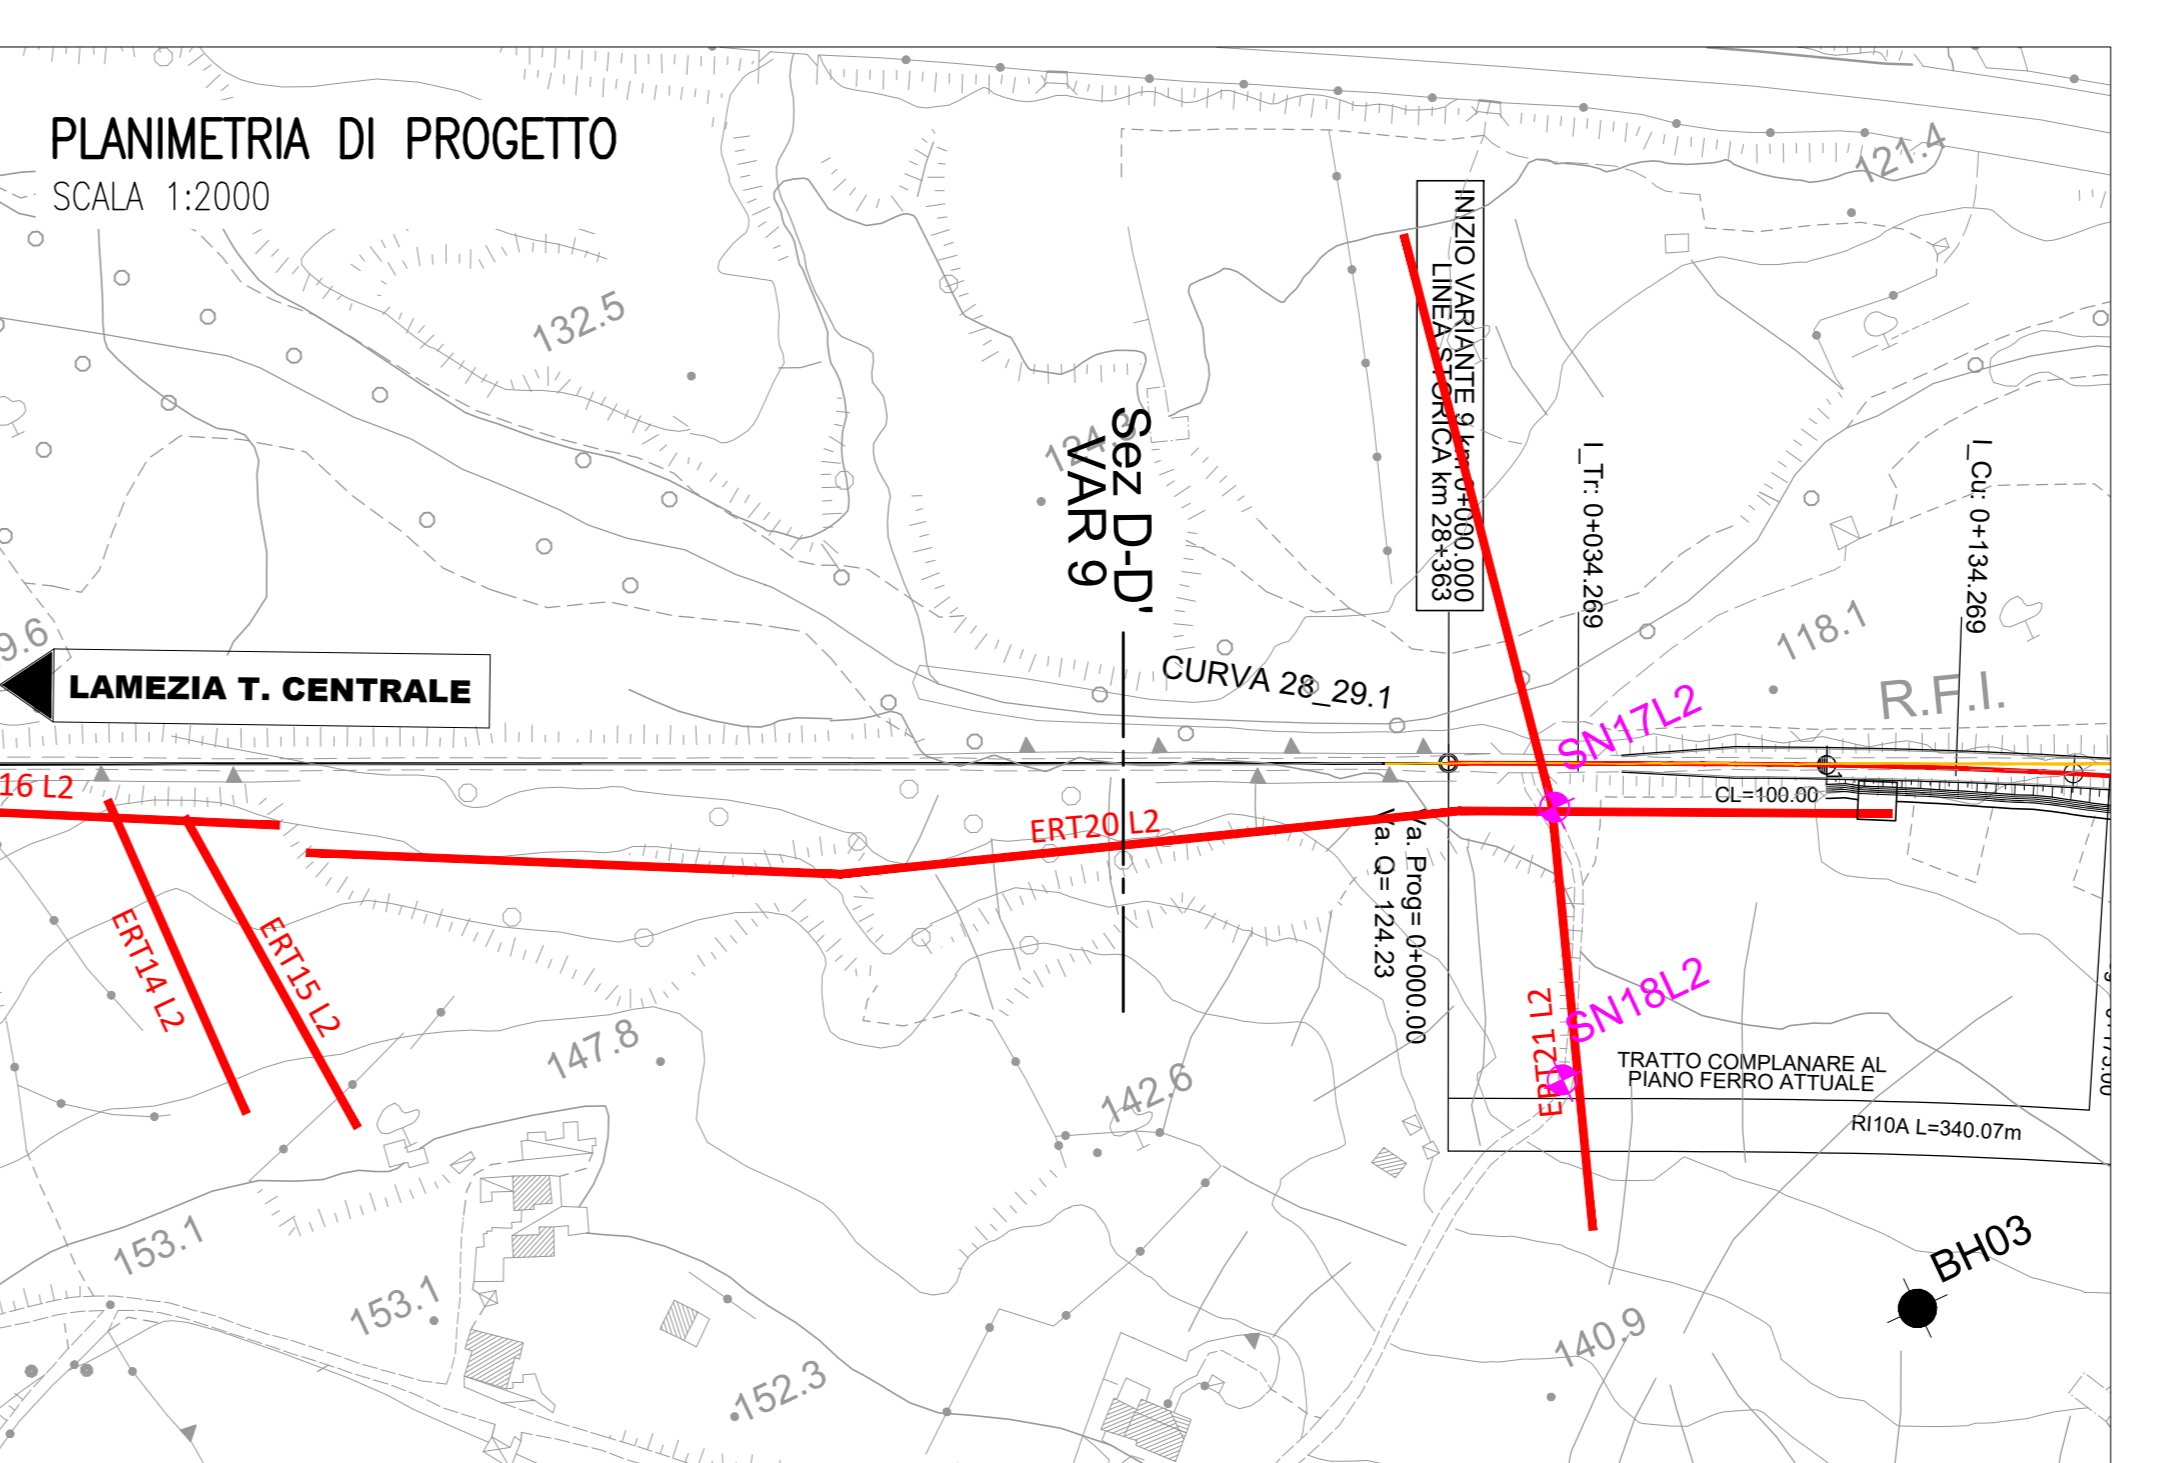 PLANIMETRIA DI PROGETTO
SCALA 1:2000
121.4
132.5
124.3
Sez D-D'
VAR 9
INIZIO VARIANTE 9 km 0+000.000
LINEA STORICA km 28+363
I_Tr: 0+034.269
I_Cu: 0+134.269
9.6
LAMEZIA T. CENTRALE
CURVA 28_29.1
118.1
R.F.I.
SN17L2
16 L2
CL=100.00
ERT20 L2
Va. Prog= 0+000.00
Va. Q= 124.23
ERT14 L2
ERT15 L2
SN18L2
ERT21 L2
147.8
142.6
TRATTO COMPLANARE AL
PIANO FERRO ATTUALE
RI10A L=340.07m
153.1
153.1
BH03
140.9
152.3